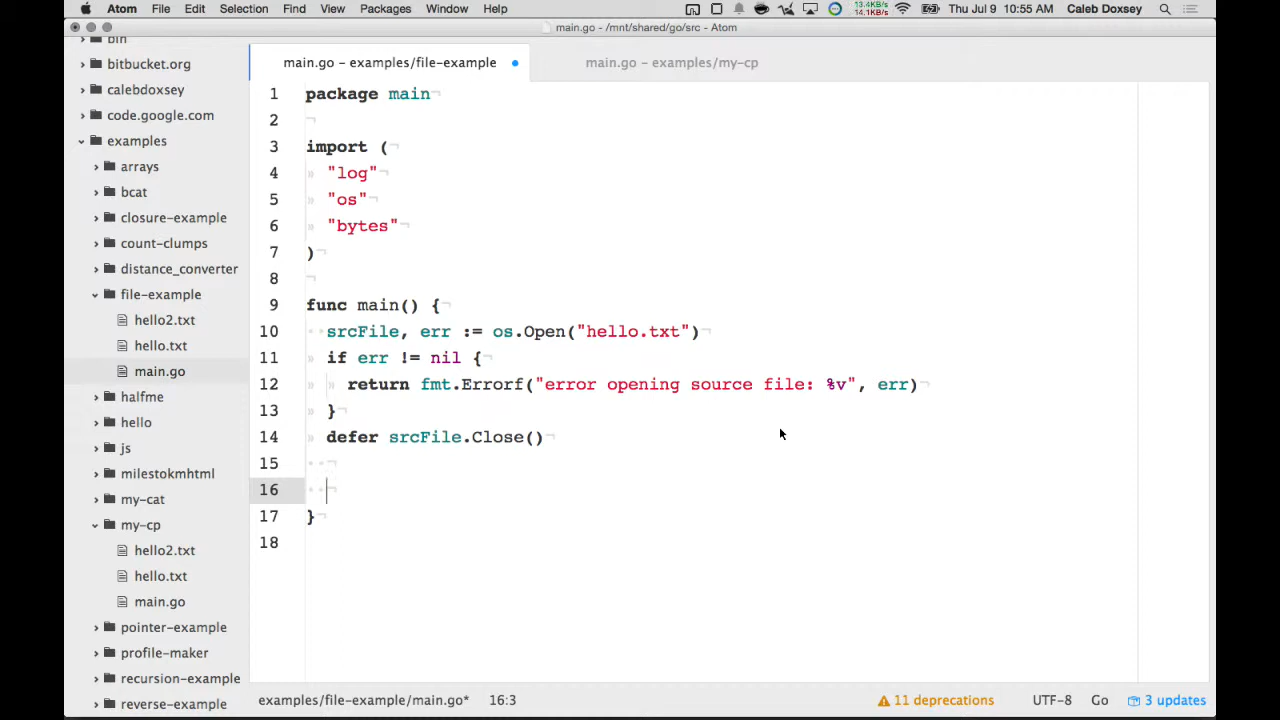 Atom File Edit Selection Find View Packages Window Help 13.4KB/s 14.1KB/s Thu Jul 9 10:55 AM Caleb Doxsey
main.go - /mnt/shared/go/src - Atom
bin
bitbucket.org
calebdoxsey
code.google.com
examples
arrays
bcat
closure-example
count-clumps
distance_converter
file-example
hello2.txt
hello.txt
main.go
halfme
hello
js
milestokmhtml
my-cat
my-cp
hello2.txt
hello.txt
main.go
pointer-example
profile-maker
recursion-example
reverse-example
main.go – examples/file-example main.go – examples/my-cp
1 package main
2
3 import (
4 "log"
5 "os"
6 "bytes"
7 )
8
9 func main() {
10 srcFile, err := os.Open("hello.txt")
11 if err != nil {
12 return fmt.Errorf("error opening source file: %v", err)
13 }
14 defer srcFile.Close()
15
16
17 }
18
examples/file-example/main.go* 16:3 11 deprecations UTF-8 Go 3 updates